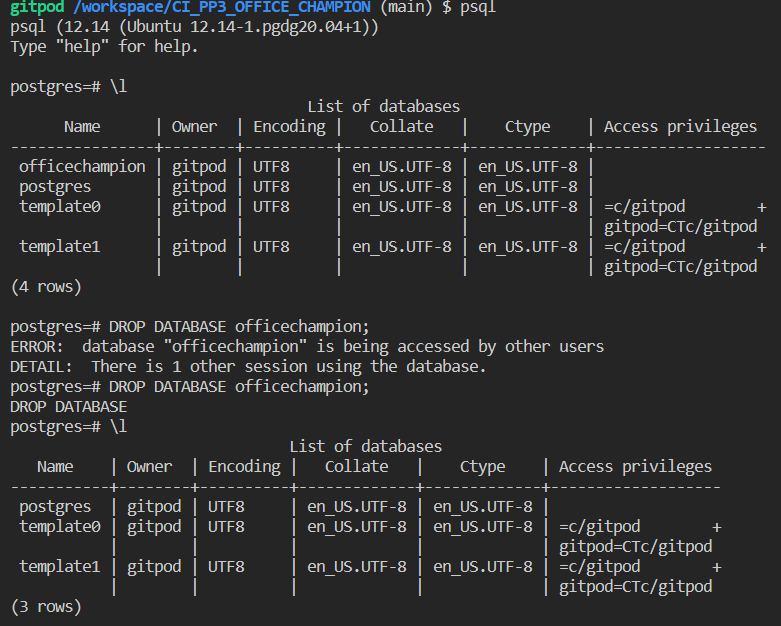 gitpod /workspace/CI_PP3_OFFICE_CHAMPION (main) $ psql
psql (12.14 (Ubuntu 12.14-1.pgdg20.04+1))
Type "help" for help.

postgres=# \l
                                 List of databases
      Name       | Owner  | Encoding |   Collate   |    Ctype    | Access privileges 
----------------+--------+----------+-------------+-------------+-------------------
 officechampion | gitpod | UTF8     | en_US.UTF-8 | en_US.UTF-8 | 
 postgres       | gitpod | UTF8     | en_US.UTF-8 | en_US.UTF-8 | 
 template0      | gitpod | UTF8     | en_US.UTF-8 | en_US.UTF-8 | =c/gitpod        +
                |        |          |             |             | gitpod=CTc/gitpod
 template1      | gitpod | UTF8     | en_US.UTF-8 | en_US.UTF-8 | =c/gitpod        +
                |        |          |             |             | gitpod=CTc/gitpod
(4 rows)

postgres=# DROP DATABASE officechampion;
ERROR:  database "officechampion" is being accessed by other users
DETAIL:  There is 1 other session using the database.
postgres=# DROP DATABASE officechampion;
DROP DATABASE
postgres=# \l
                               List of databases
   Name    | Owner  | Encoding |   Collate   |    Ctype    | Access privileges 
-----------+--------+----------+-------------+-------------+-------------------
 postgres  | gitpod | UTF8     | en_US.UTF-8 | en_US.UTF-8 | 
 template0 | gitpod | UTF8     | en_US.UTF-8 | en_US.UTF-8 | =c/gitpod        +
           |        |          |             |             | gitpod=CTc/gitpod
 template1 | gitpod | UTF8     | en_US.UTF-8 | en_US.UTF-8 | =c/gitpod        +
           |        |          |             |             | gitpod=CTc/gitpod
(3 rows)